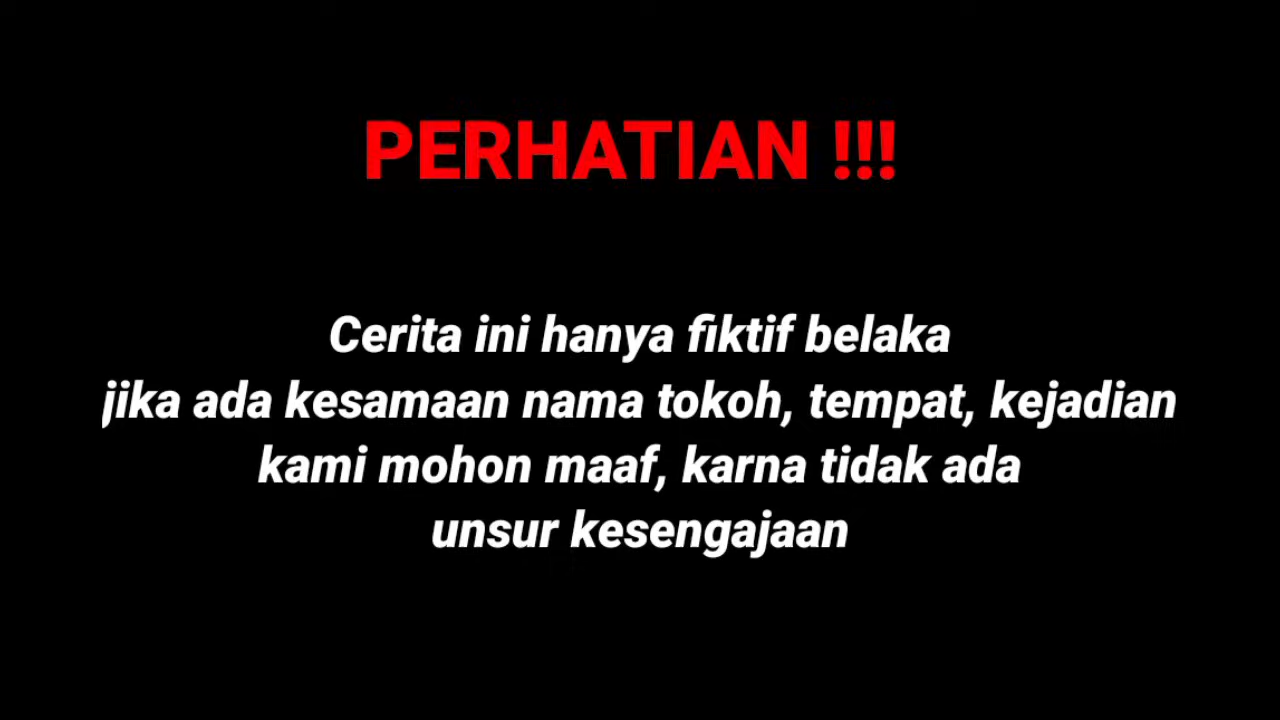 PERHATIAN !!!
Cerita ini hanya fiktif belaka
jika ada kesamaan nama tokoh, tempat, kejadian
kami mohon maaf, karna tidak ada
unsur kesengajaan